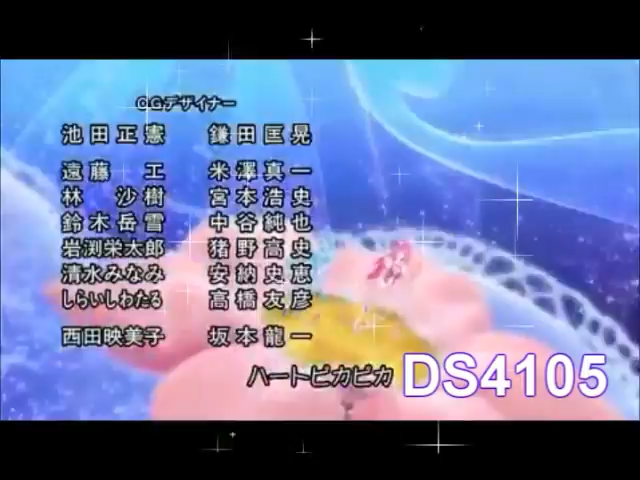 C.G.デザイナー
池田正憲 鎌田匡晃
遠藤 工 米澤真一
林 沙樹 宮本浩史
鈴木岳雪 中谷純也
岩渕栄太郎 猪野高史
清水みなみ 安納史恵
しらいしわたる 高橋友彦
西田映美子 坂本龍一
ハートピカピカ
DS4105